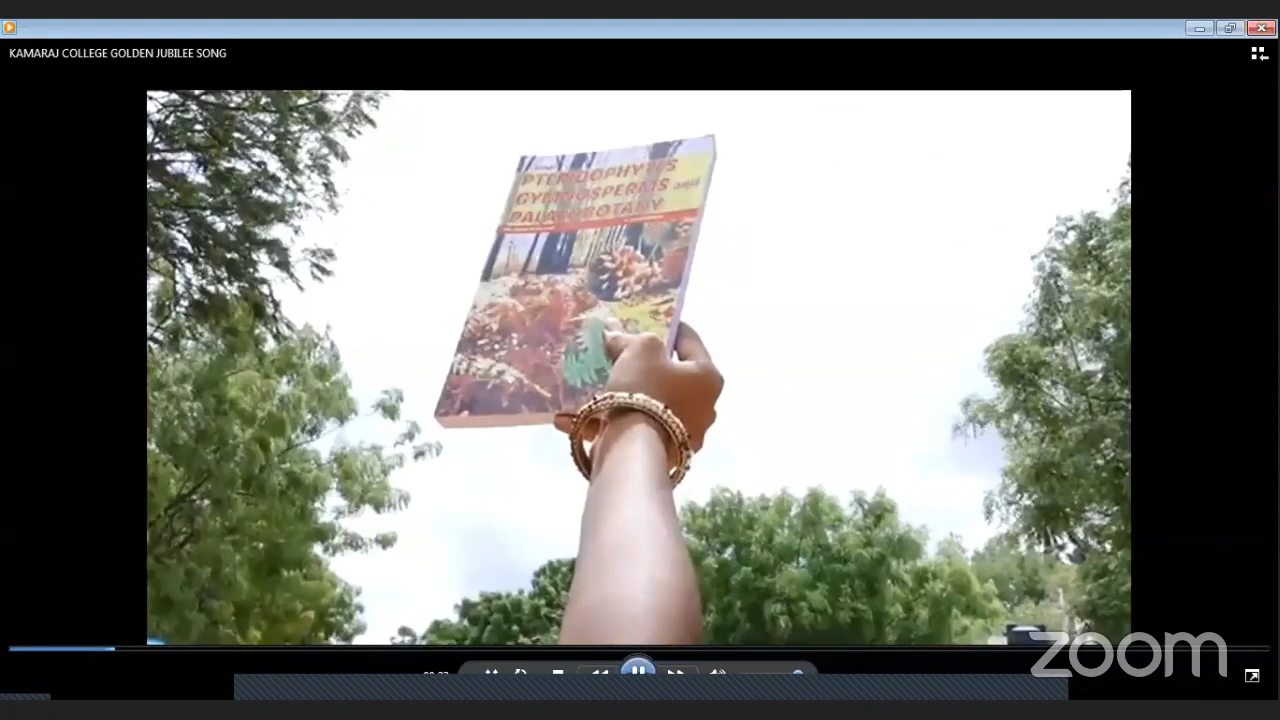 KAMARAJ COLLEGE GOLDEN JUBILEE SONG
PTERIDOPHYTES
GYMNOSPERMS and
PALAEOBOTANY
zoom